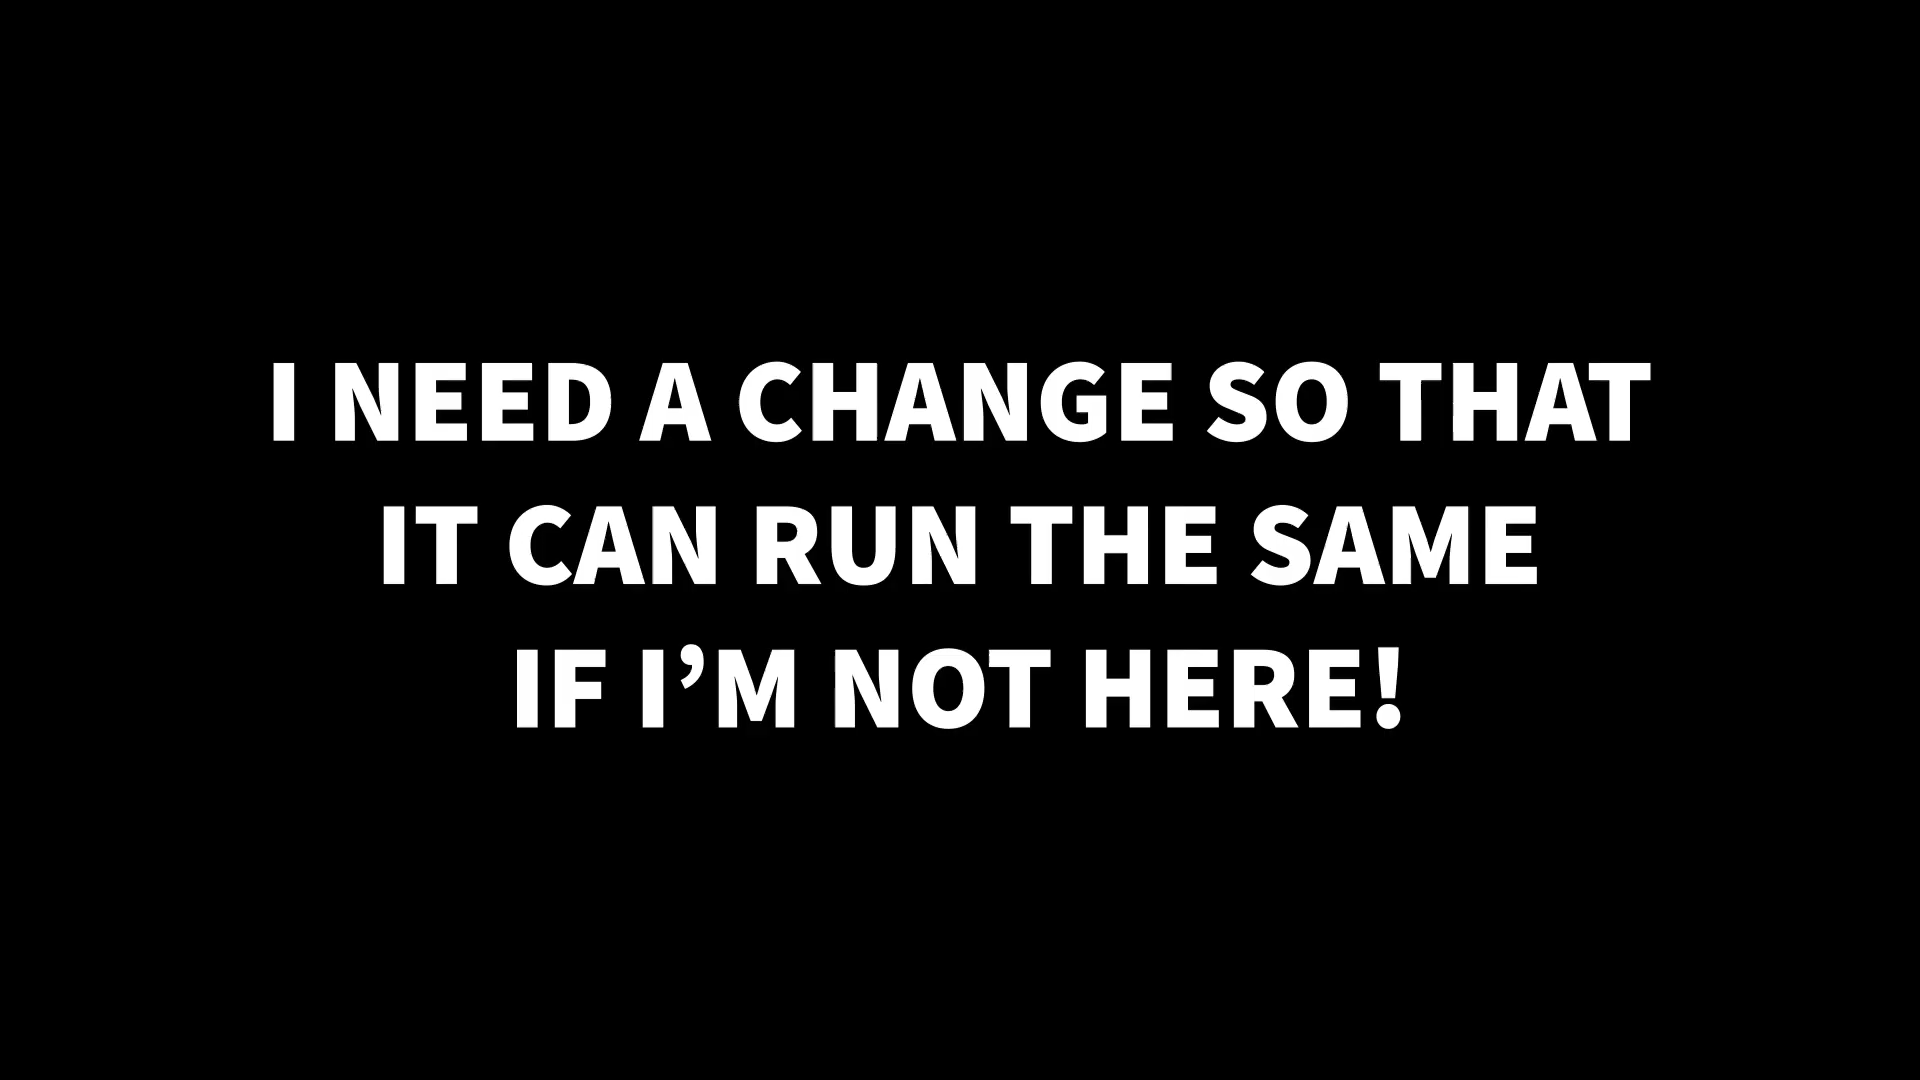 I NEED A CHANGE SO THAT
IT CAN RUN THE SAME
IF I’M NOT HERE!